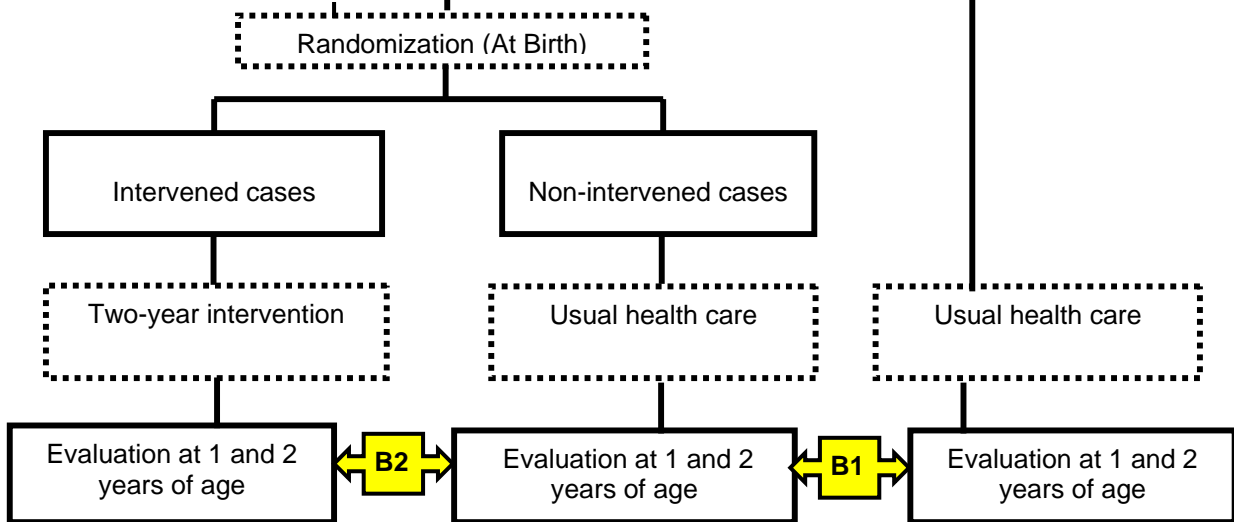 Randomization (At Birth)
Intervened cases
Non-intervened cases
Two-year intervention
Usual health care
Usual health care
Evaluation at 1 and 2
years of age
B2
Evaluation at 1 and 2
years of age
B1
Evaluation at 1 and 2
years of age